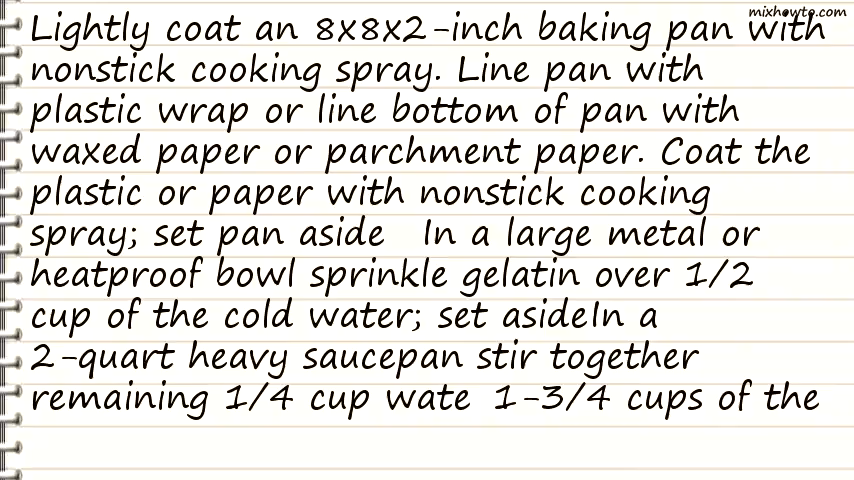 mixhowto.com
Lightly coat an 8x8x2-inch baking pan with
nonstick cooking spray. Line pan with
plastic wrap or line bottom of pan with
waxed paper or parchment paper. Coat the
plastic or paper with nonstick cooking
spray; set pan aside   In a large metal or
heatproof bowl sprinkle gelatin over 1/2
cup of the cold water; set asideIn a
2-quart heavy saucepan stir together
remaining 1/4 cup wate  1-3/4 cups of the